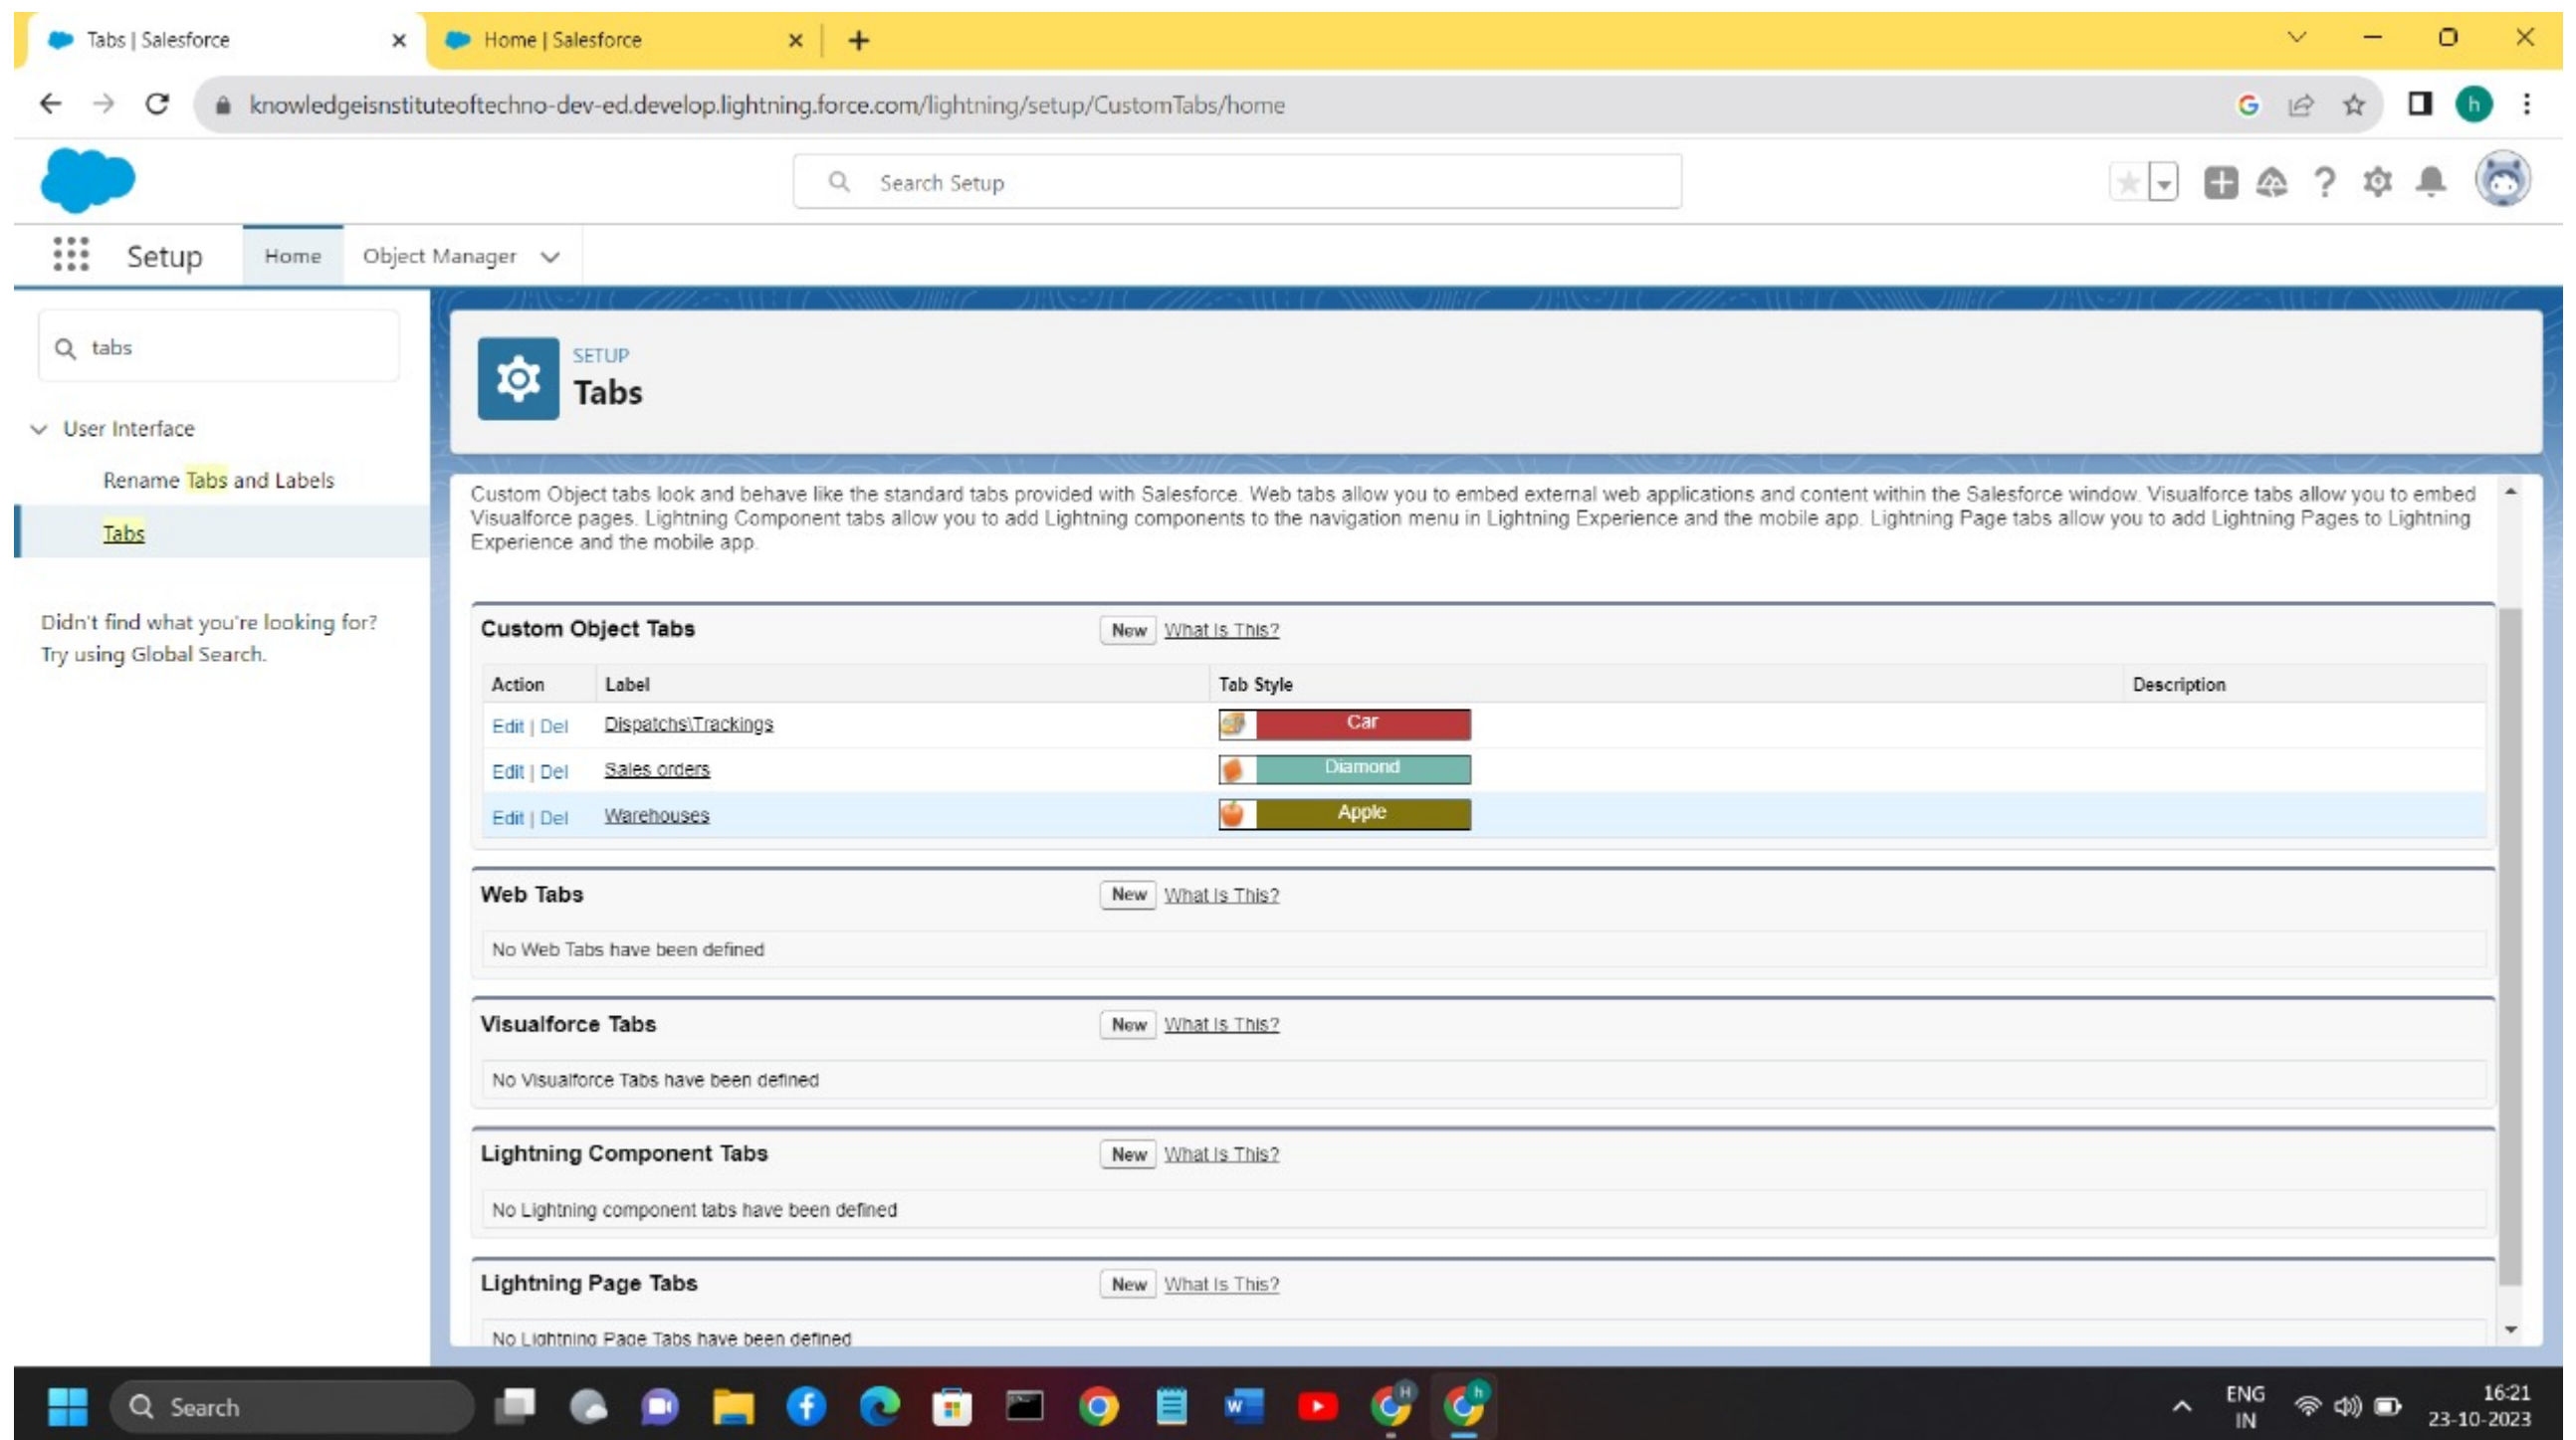 Tabs | Salesforce
Home | Salesforce
knowledgeisnstituteoftechno-dev-ed.develop.lightning.force.com/lightning/setup/CustomTabs/home
h
Search Setup
Setup
Home
Object Manager
tabs
User Interface
Rename Tabs and Labels
Tabs
Didn't find what you're looking for?
Try using Global Search.
SETUP
Tabs
Custom Object tabs look and behave like the standard tabs provided with Salesforce. Web tabs allow you to embed external web applications and content within the Salesforce window. Visualforce tabs allow you to embed
Visualforce pages. Lightning Component tabs allow you to add Lightning components to the navigation menu in Lightning Experience and the mobile app. Lightning Page tabs allow you to add Lightning Pages to Lightning
Experience and the mobile app.
Custom Object Tabs New What Is This?
Action Label Tab Style Description
Edit | Del Dispatchs\Trackings Car
Edit | Del Sales orders Diamond
Edit | Del Warehouses Apple
Web Tabs New What Is This?
No Web Tabs have been defined
Visualforce Tabs New What Is This?
No Visualforce Tabs have been defined
Lightning Component Tabs New What Is This?
No Lightning component tabs have been defined
Lightning Page Tabs New What Is This?
No Lightning Page Tabs have been defined
Search
H
h
ENG
IN
16:21
23-10-2023